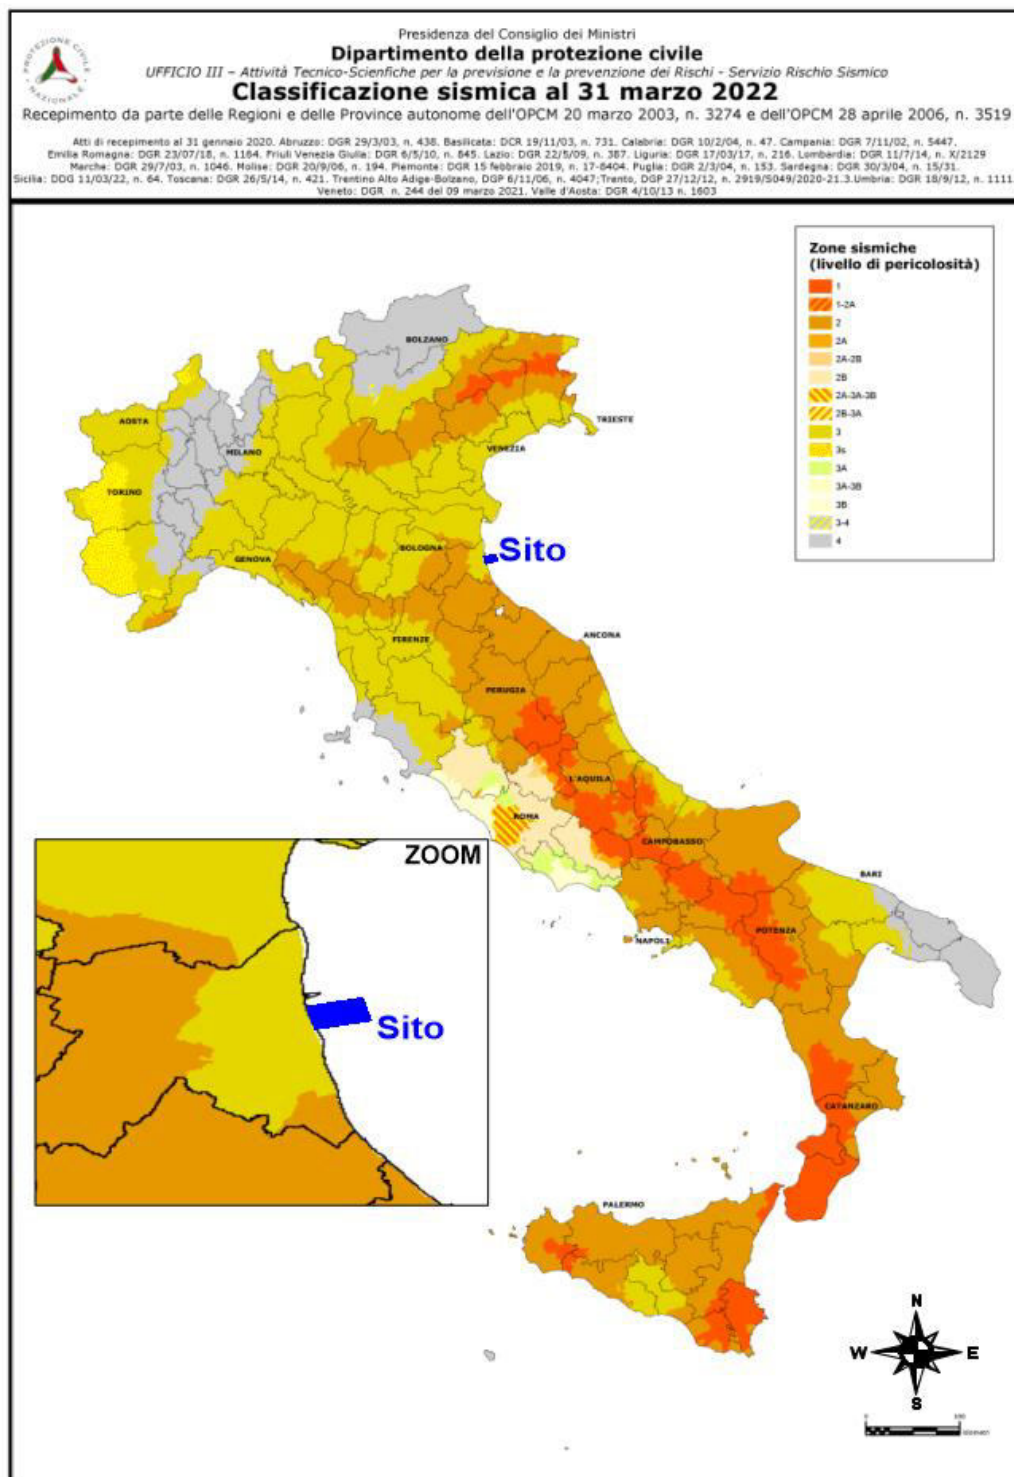 Presidenza del Consiglio dei Ministri
Dipartimento della protezione civile
UFFICIO III – Attività Tecnico-Scienfiche per la previsione e la prevenzione dei Rischi - Servizio Rischio Sismico
Classificazione sismica al 31 marzo 2022
Recepimento da parte delle Regioni e delle Province autonome dell'OPCM 20 marzo 2003, n. 3274 e dell'OPCM 28 aprile 2006, n. 3519
Atti di recepimento al 31 gennaio 2020. Abruzzo: DGR 29/3/03, n. 438. Basilicata: DCR 19/11/03, n. 731. Calabria: DGR 10/2/04, n. 47. Campania: DGR 7/11/02, n. 5447.
Emilia Romagna: DGR 23/07/18, n. 1164. Friuli Venezia Giulia: DGR 6/5/10, n. 845. Lazio: DGR 22/5/09, n. 387. Liguria: DGR 17/03/17, n. 216. Lombardia: DGR 11/7/14, n. X/2129
Marche: DGR 29/7/03, n. 1046. Molise: DGR 20/9/06, n. 194. Piemonte: DGR 15 febbraio 2019, n. 17-8404. Puglia: DGR 2/3/04, n. 153. Sardegna: DGR 30/3/04, n. 15/31.
Sicilia: DDG 11/03/22, n. 64. Toscana: DGR 26/5/14, n. 421. Trentino Alto Adige-Bolzano, DGP 6/11/06, n. 4047;Trento, DGP 27/12/12, n. 2919/S049/2020-21.3.Umbria: DGR 18/9/12, n. 1111
Veneto: DGR n. 244 del 09 marzo 2021. Valle d'Aosta: DGR 4/10/13 n. 1603
PROTEZIONE CIVILE
NAZIONALE
Zone sismiche
(livello di pericolosità)
1
1-2A
2
2A
2A-2B
2B
2A-3A-3B
2B-3A
3
3s
3A
3A-3B
3B
3-4
4
BOLZANO
TRIESTE
AOSTA
MILANO
VENEZIA
TORINO
BOLOGNA
GENOVA
Sito
FIRENZE
ANCONA
PERUGIA
L'AQUILA
ROMA
CAMPOBASSO
BARI
NAPOLI
POTENZA
CATANZARO
PALERMO
ZOOM
Sito
N
W
E
S
0
100